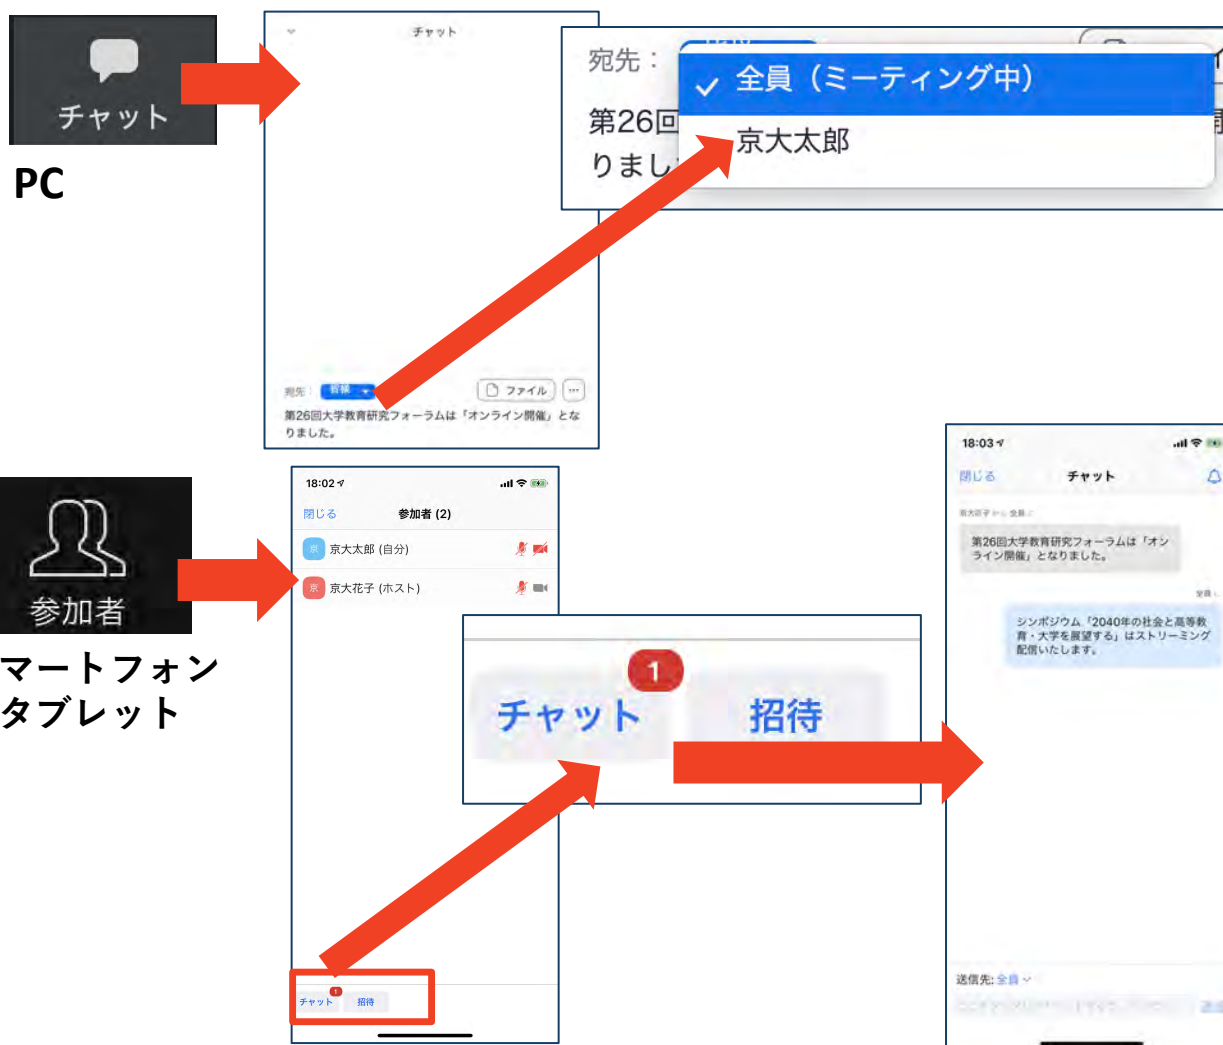 チャット
PC
チャット
宛先：
ファイル
第26回大学教育研究フォーラムは「オンライン開催」とな
りました。
宛先：
全員（ミーティング中）
第26回
京大太郎
りまし
参加者
マートフォン
タブレット
18:02
閉じる
参加者 (2)
京 京大太郎 (自分)
京 京大花子 (ホスト)
1
チャット
招待
1
チャット
招待
18:03
閉じる
チャット
第26回大学教育研究フォーラムは「オン
ライン開催」となりました。
シンポジウム「2040年の社会と高等教
育・大学を展望する」はストリーミング
配信いたします。
送信先: 全員